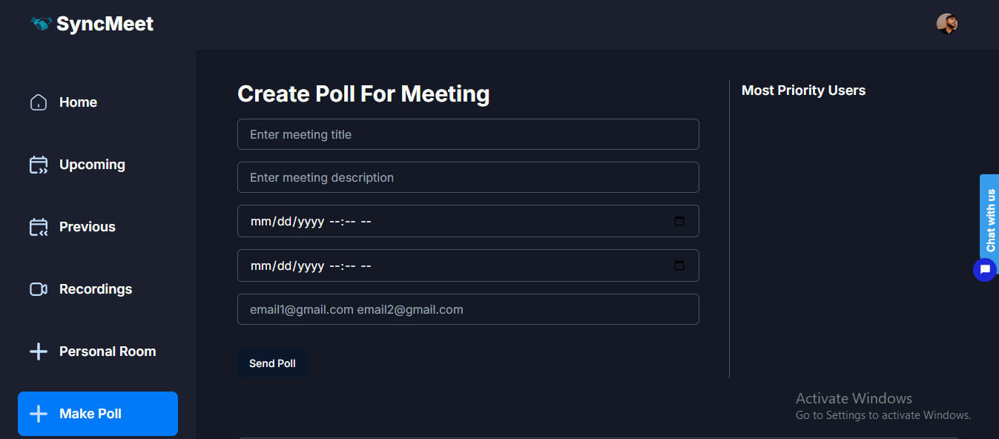 SyncMeet
Home
Upcoming
Previous
Recordings
Personal Room
Make Poll
Create Poll For Meeting
Enter meeting title
Enter meeting description
mm/dd/yyyy --:-- --
mm/dd/yyyy --:-- --
email1@gmail.com email2@gmail.com
Send Poll
Most Priority Users
Chat with us
Activate Windows
Go to Settings to activate Windows.